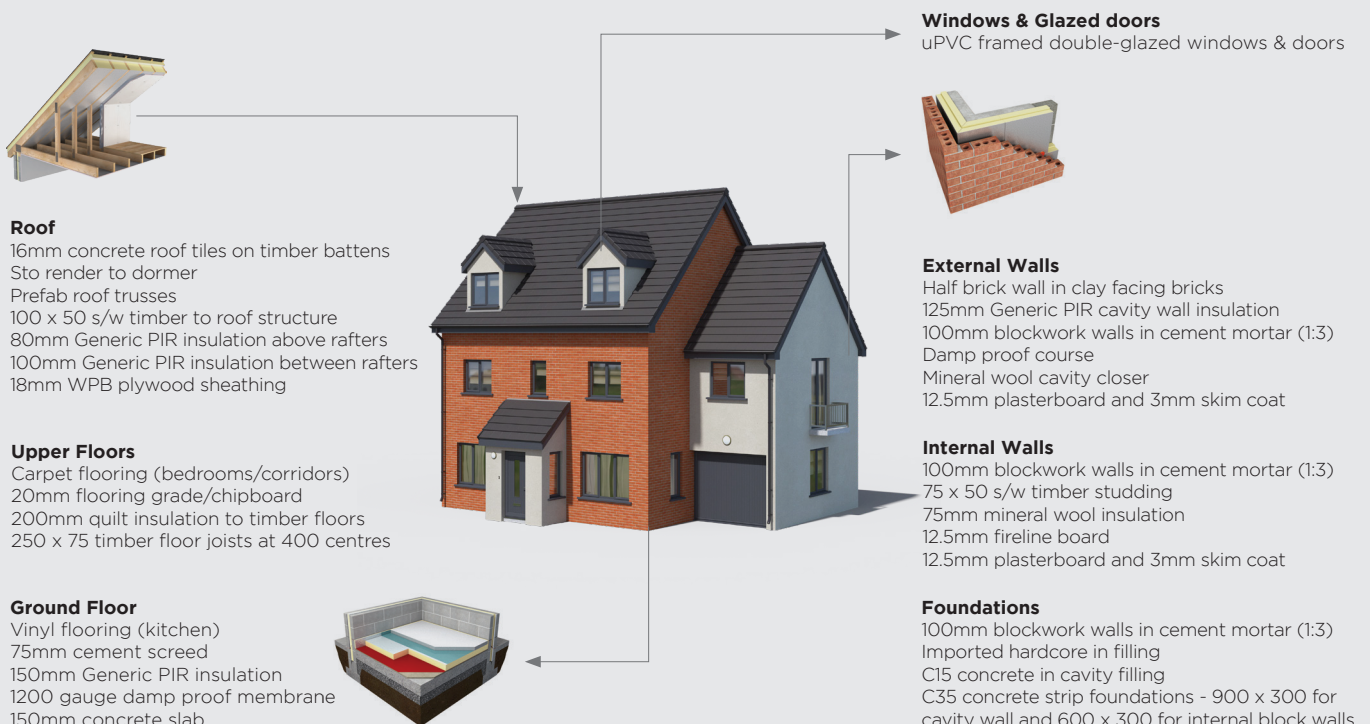 Windows & Glazed doors
uPVC framed double-glazed windows & doors
Roof
16mm concrete roof tiles on timber battens
Sto render to dormer
Prefab roof trusses
100 x 50 s/w timber to roof structure
80mm Generic PIR insulation above rafters
100mm Generic PIR insulation between rafters
18mm WPB plywood sheathing
External Walls
Half brick wall in clay facing bricks
125mm Generic PIR cavity wall insulation
100mm blockwork walls in cement mortar (1:3)
Damp proof course
Mineral wool cavity closer
12.5mm plasterboard and 3mm skim coat
Upper Floors
Carpet flooring (bedrooms/corridors)
20mm flooring grade/chipboard
200mm quilt insulation to timber floors
250 x 75 timber floor joists at 400 centres
Internal Walls
100mm blockwork walls in cement mortar (1:3)
75 x 50 s/w timber studding
75mm mineral wool insulation
12.5mm fireline board
12.5mm plasterboard and 3mm skim coat
Ground Floor
Vinyl flooring (kitchen)
75mm cement screed
150mm Generic PIR insulation
1200 gauge damp proof membrane
150mm concrete slab
Foundations
100mm blockwork walls in cement mortar (1:3)
Imported hardcore in filling
C15 concrete in cavity filling
C35 concrete strip foundations - 900 x 300 for
cavity wall and 600 x 300 for internal block walls